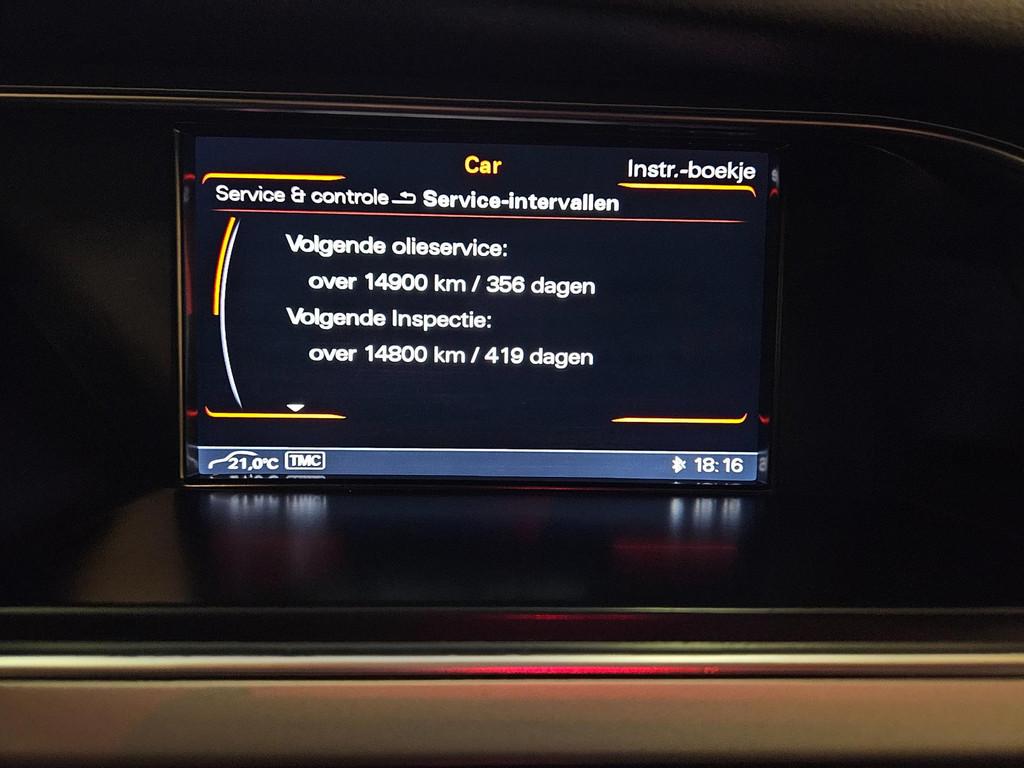 Car
Instr.-boekje
Service & controle Service-intervallen
Volgende olieservice:
over 14900 km / 356 dagen
Volgende Inspectie:
over 14800 km / 419 dagen
21,0°C TMC 18:16